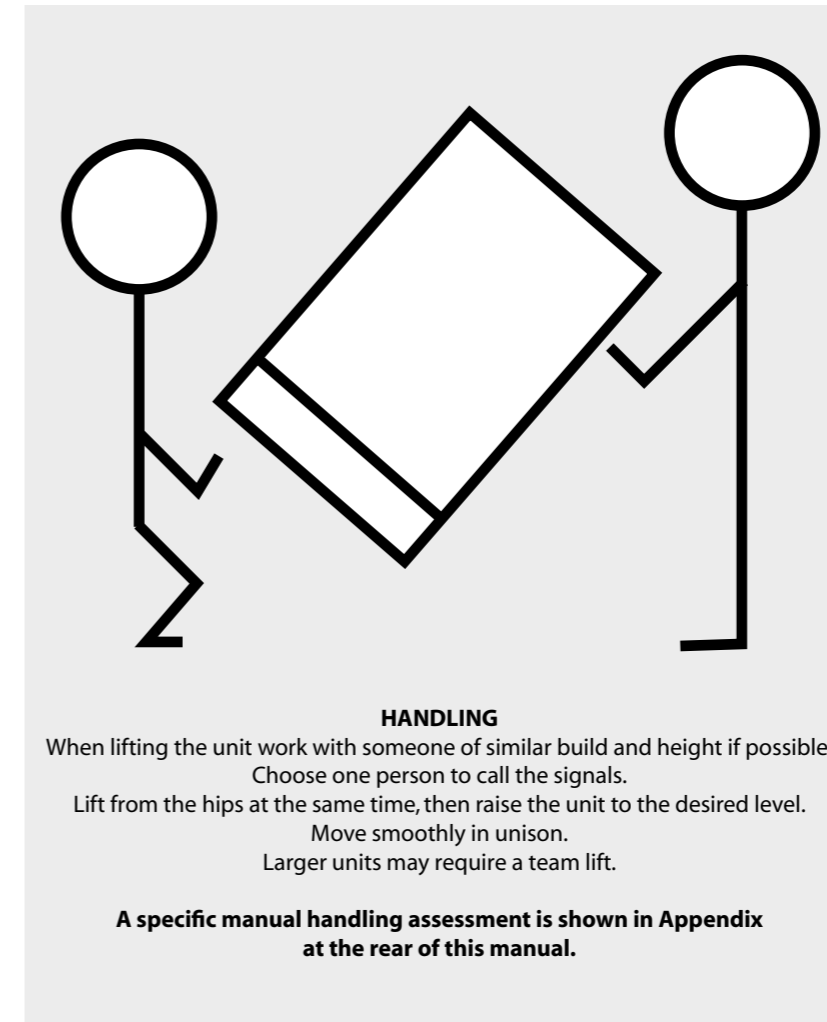 HANDLING
When lifting the unit work with someone of similar build and height if possible
Choose one person to call the signals.
Lift from the hips at the same time, then raise the unit to the desired level.
Move smoothly in unison.
Larger units may require a team lift.
A specific manual handling assessment is shown in Appendix
at the rear of this manual.